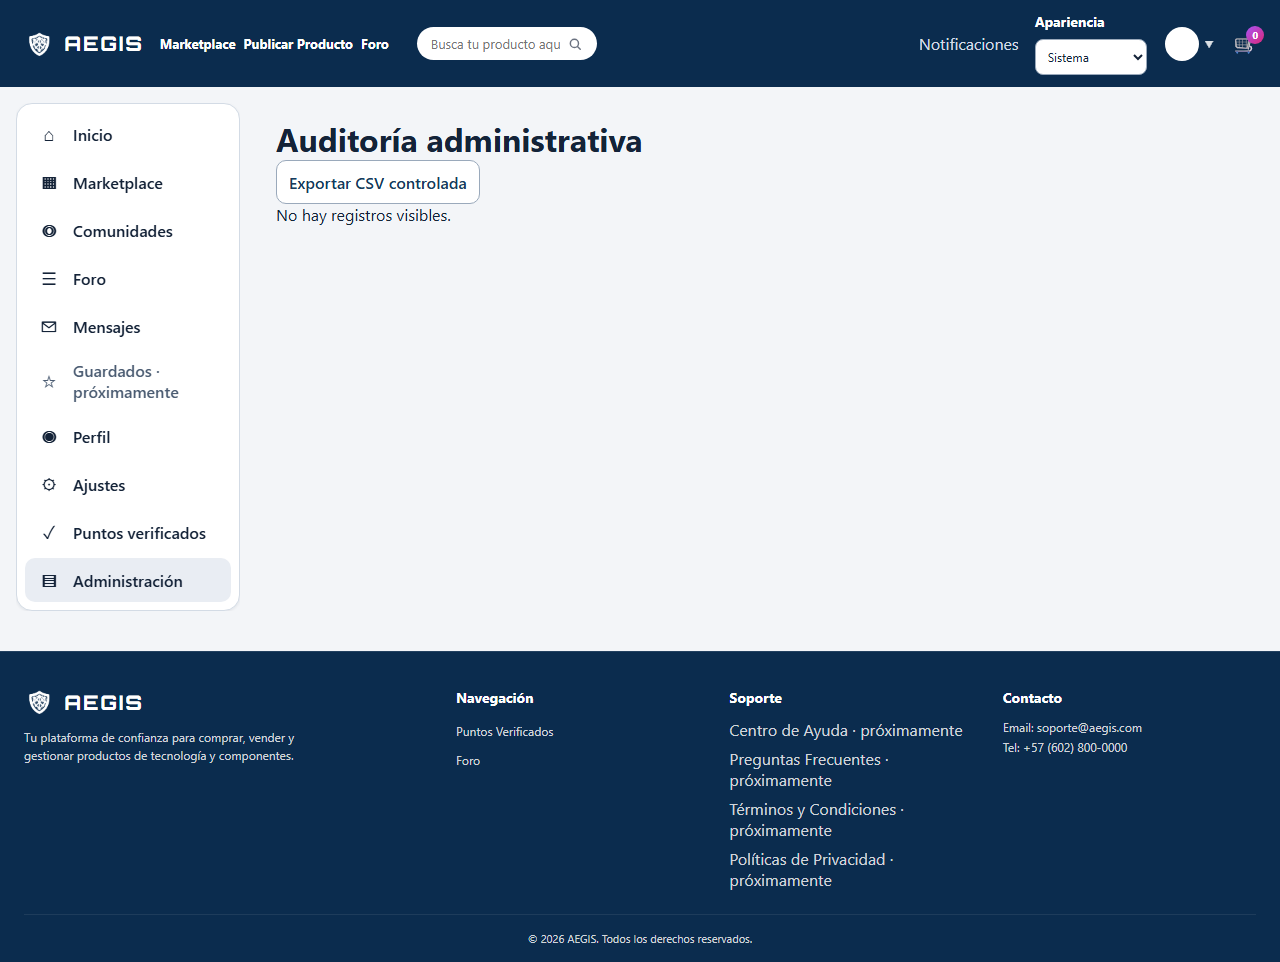 AEGIS
Marketplace Publicar Producto Foro
Busca tu producto aqu
Notificaciones
Apariencia
Sistema
0
Inicio
Marketplace
Comunidades
Foro
Mensajes
Guardados ·
próximamente
Perfil
Ajustes
Puntos verificados
Administración
Auditoría administrativa
Exportar CSV controlada
No hay registros visibles.
AEGIS
Tu plataforma de confianza para comprar, vender y
gestionar productos de tecnología y componentes.
Navegación
Puntos Verificados
Foro
Soporte
Centro de Ayuda · próximamente
Preguntas Frecuentes ·
próximamente
Términos y Condiciones ·
próximamente
Políticas de Privacidad ·
próximamente
Contacto
Email: soporte@aegis.com
Tel: +57 (602) 800-0000
© 2026 AEGIS. Todos los derechos reservados.